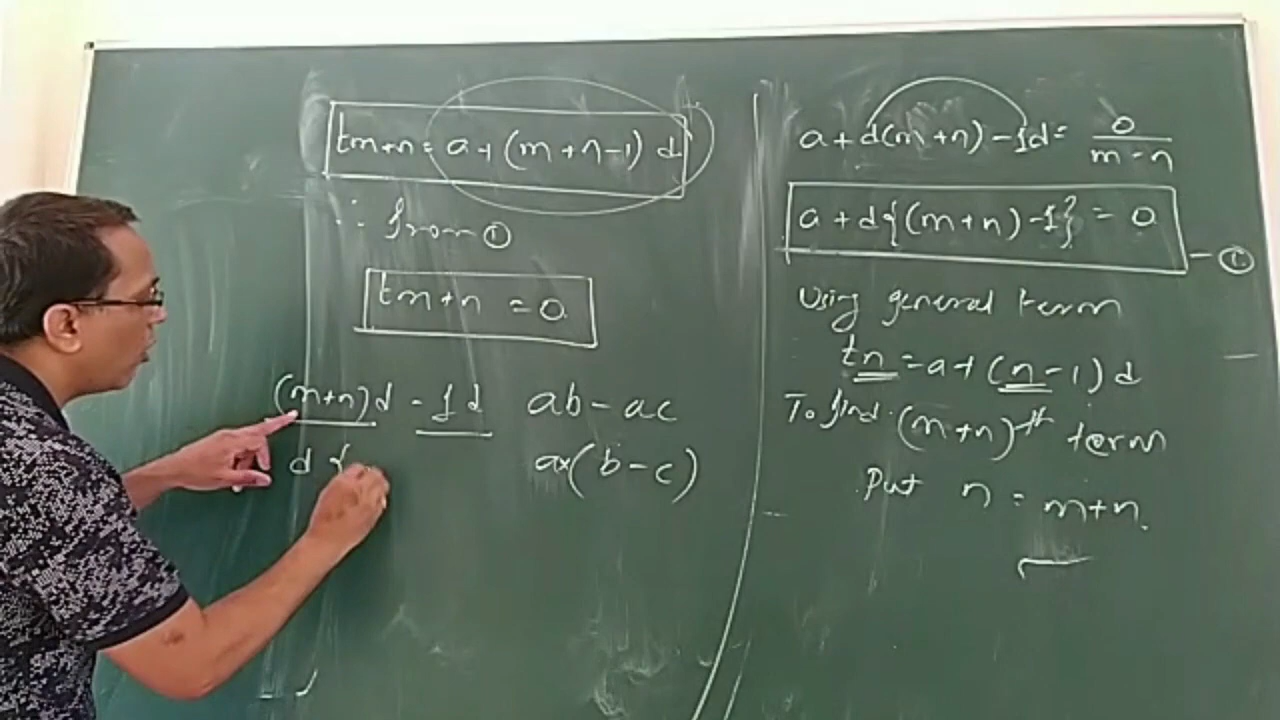 tm+n = a+(m+n-1) d
∴ from ①
tm+n = 0
(m+n)d - 1d
d {
ab - ac
a×(b-c)
a + d(m+n) - 1d = 0/m-n
a + d{(m+n)-1} = 0 - ①
Using general term
tn = a+(n-1) d
To find (m+n)th term
Put n = m+n.